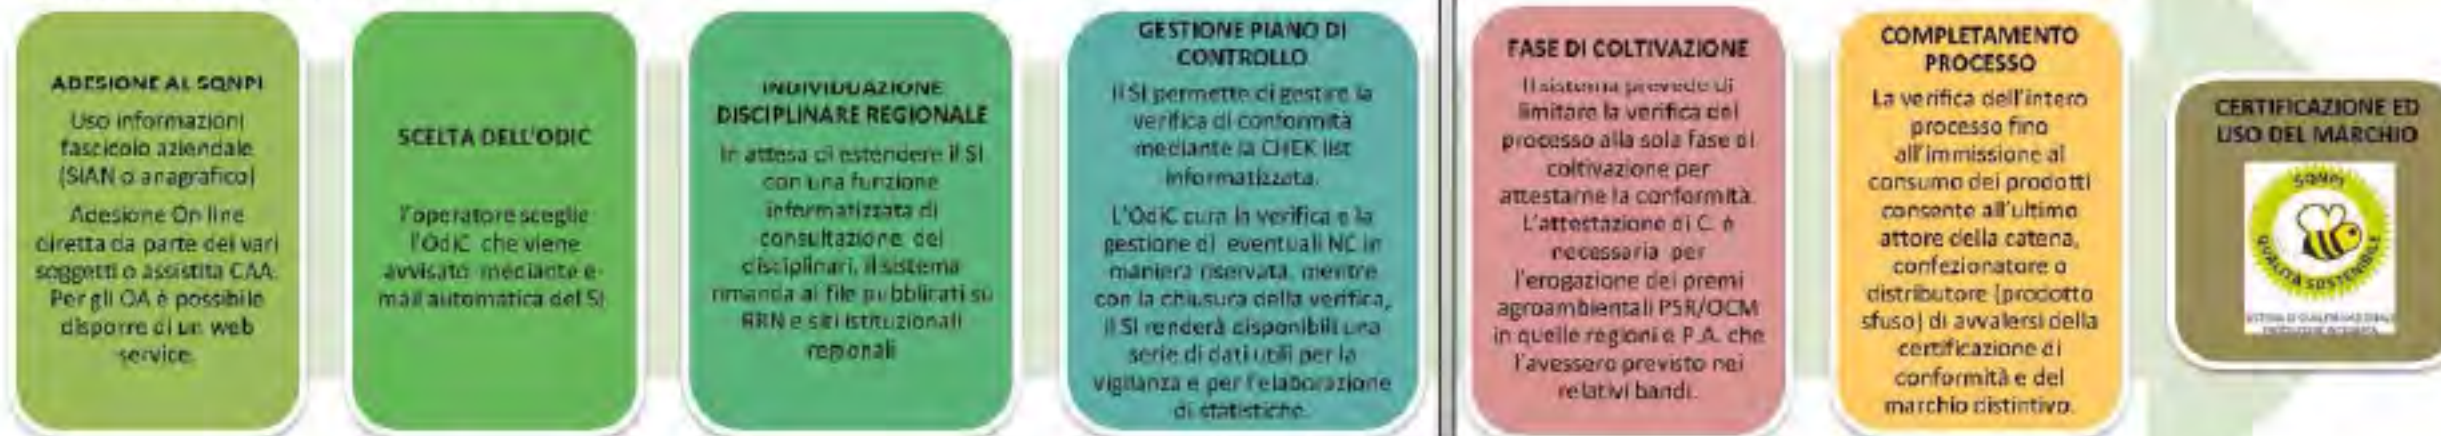 ADESIONE AL SQNPI
Uso informazioni
fascicolo aziendale
(SIAN o anagrafico)
Adesione On line
diretta da parte dei vari
soggetti o assistita CAA.
Per gli OA è possibile
disporre di un web
service.
SCELTA DELL'ODIC
l'operatore sceglie
l'OdiC che viene
avvisato mediante e-
mail automatica del SI
INDIVIDUAZIONE
DISCIPLINARE REGIONALE
In attesa di estendere il SI
con una funzione
informatizzata di
consultazione dei
disciplinari, il sistema
rimanda ai file pubblicati su
RRN e siti istituzionali
regionali
GESTIONE PIANO DI
CONTROLLO
Il SI permette di gestire la
verifica di conformità
mediante la CHEK list
informatizzata.
L'OdiC cura la verifica e la
gestione di eventuali NC in
maniera riservata, mentre
con la chiusura della verifica,
il SI renderà disponibili una
serie di dati utili per la
vigilanza e per l'elaborazione
di statistiche.
FASE DI COLTIVAZIONE
Il sistema prevede di
limitare la verifica del
processo alla sola fase di
coltivazione per
attestarne la conformità.
L'attestazione di C. è
necessaria per
l'erogazione dei premi
agroambientali PSR/OCM
in quelle regioni e P.A. che
l'avessero previsto nei
relativi bandi.
COMPLETAMENTO
PROCESSO
La verifica dell'intero
processo fino
all'immissione al
consumo dei prodotti
consente all'ultimo
attore della catena,
confezionatore o
distributore (prodotto
sfuso) di avvalersi della
certificazione di
conformità e del
marchio distintivo.
CERTIFICAZIONE ED
USO DEL MARCHIO
SQNPI
QUALITÀ SOSTENIBILE